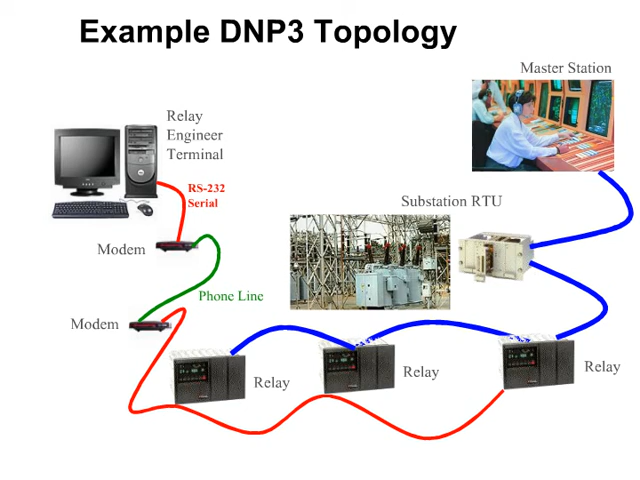 Example DNP3 Topology
Master Station
Relay
Engineer
Terminal
RS-232
Serial
Substation RTU
Modem
Phone Line
Modem
Relay
Relay
Relay